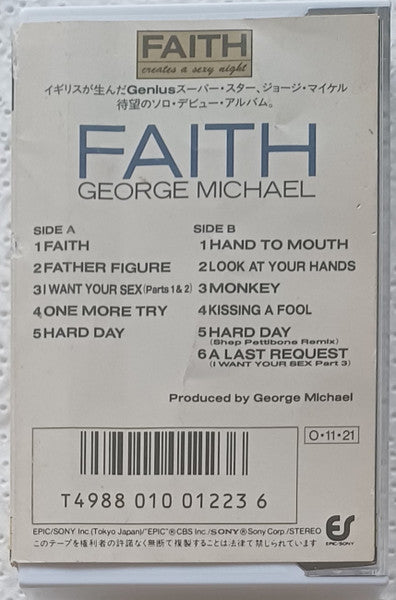 FAITH
creates a sexy night
イギリスが生んだGeniusスーパー・スター、ジョージ・マイケル
待望のソロ・デビュー・アルバム。
FAITH
GEORGE MICHAEL
SIDE A
1 FAITH
2 FATHER FIGURE
3 I WANT YOUR SEX (Parts 1 & 2)
4 ONE MORE TRY
5 HARD DAY
SIDE B
1 HAND TO MOUTH
2 LOOK AT YOUR HANDS
3 MONKEY
4 KISSING A FOOL
5 HARD DAY
(Shep Pettibone Remix)
6 A LAST REQUEST
(I WANT YOUR SEX Part 3)
Produced by George Michael
O・11・21
T4988 010 01223 6
EPIC/SONY Inc.(Tokyo Japan)/"EPIC"® CBS Inc./SONY® Sony Corp./STEREO
このテープを権利者の許諾なく無断で複製することは法律で禁じられています
ES
EPIC・SONY